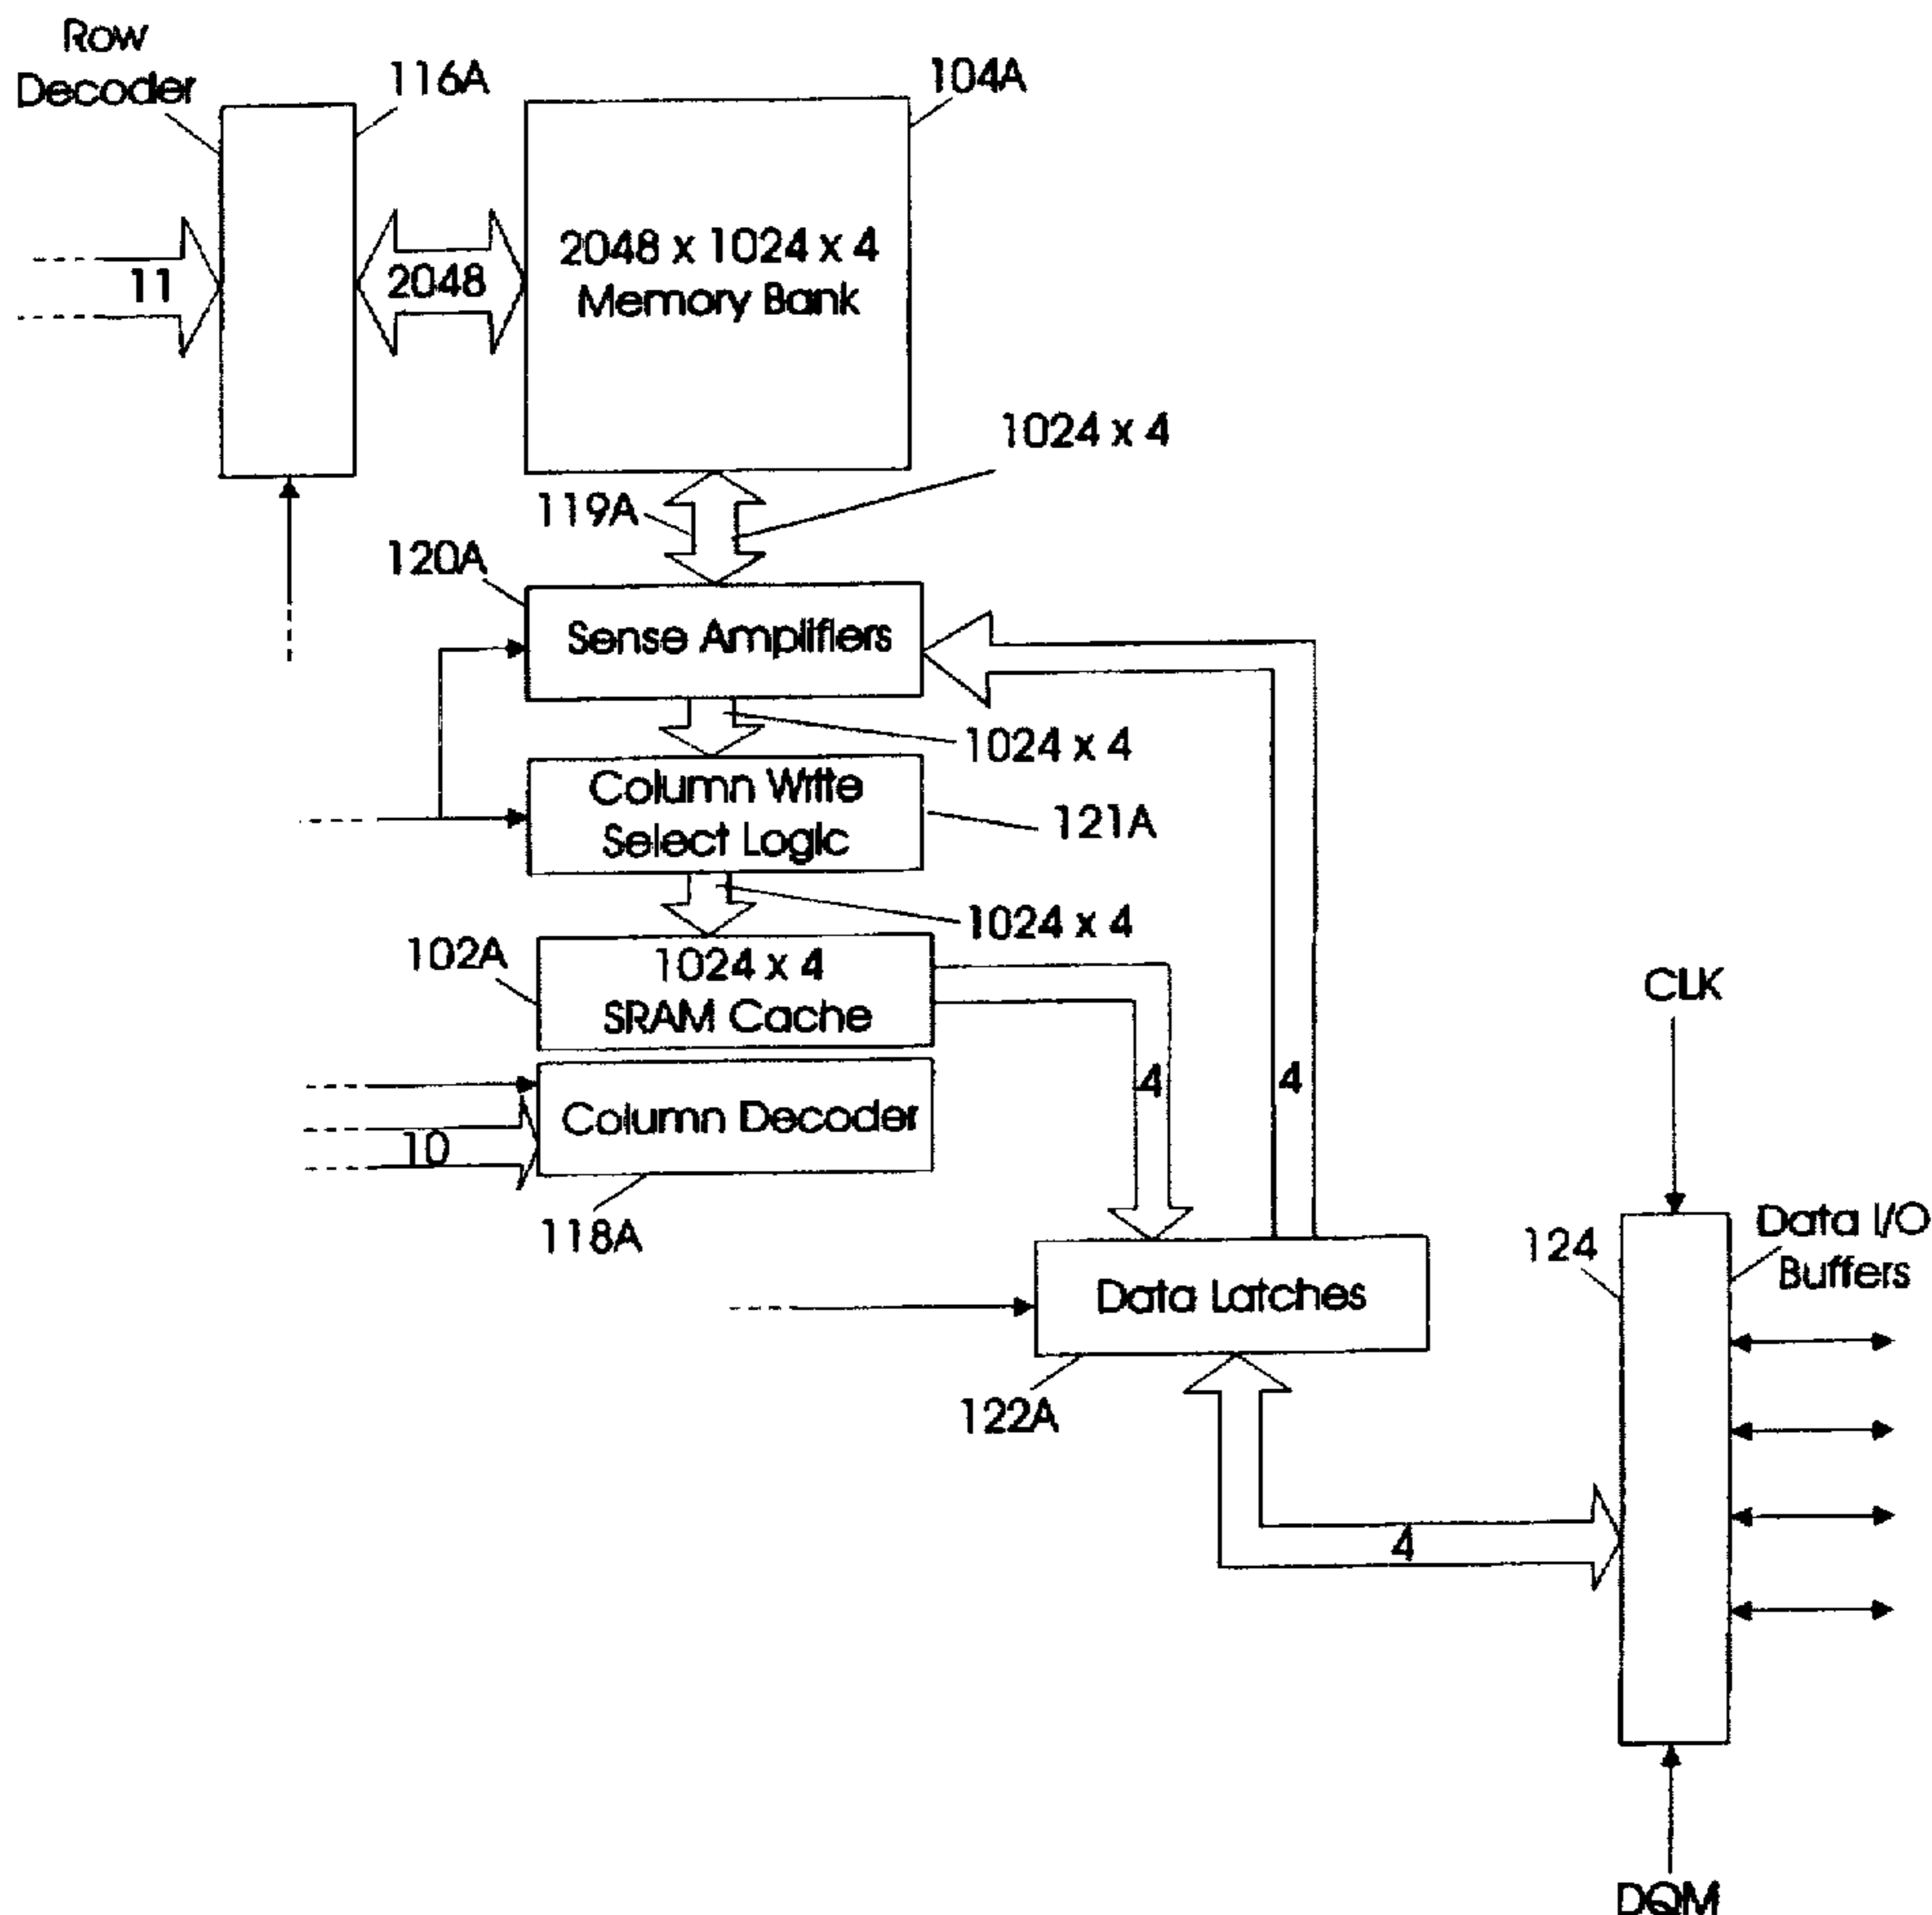 Row
Decoder
116A
104A
11
2048
2048 x 1024 x 4
Memory Bank
1024 x 4
119A
120A
Sense Amplifiers
1024 x 4
Column Write
Select Logic
121A
1024 x 4
102A
1024 x 4
SRAM Cache
CLK
4
4
10
Column Decoder
118A
124
Data I/O
Buffers
Data Latches
122A
4
DQM